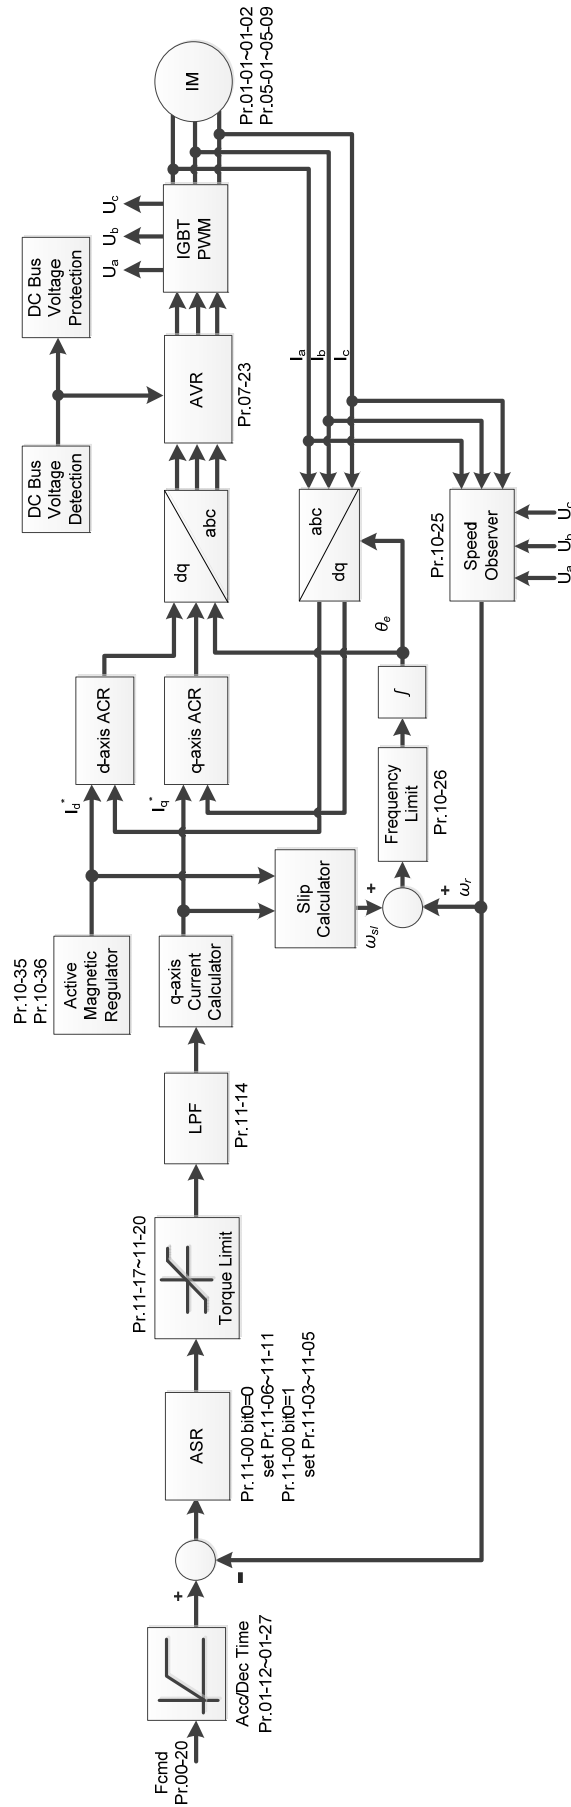 Fcmd
Pr.00-20
Acc/Dec Time
Pr.01-12~01-27
+
-
ASR
Pr.11-00 bit0=0
set Pr.11-06~11-11
Pr.11-00 bit0=1
set Pr.11-03~11-05
Pr.11-17~11-20
Torque Limit
LPF
Pr.11-14
q-axis
Current
Calculator
Pr.10-35
Pr.10-36
Active
Magnetic
Regulator
Slip
Calculator
ωsl
+
+
ωr
Iq*
Id*
d-axis ACR
q-axis ACR
Frequency
Limit
Pr.10-26
∫
θe
dq
abc
abc
dq
DC Bus
Voltage
Detection
DC Bus
Voltage
Protection
AVR
Pr.07-23
Pr.10-25
Speed
Observer
Ua
Ub
Uc
Ia
Ib
Ic
IGBT
PWM
Ua
Ub
Uc
IM
Pr.01-01~01-02
Pr.05-01~05-09